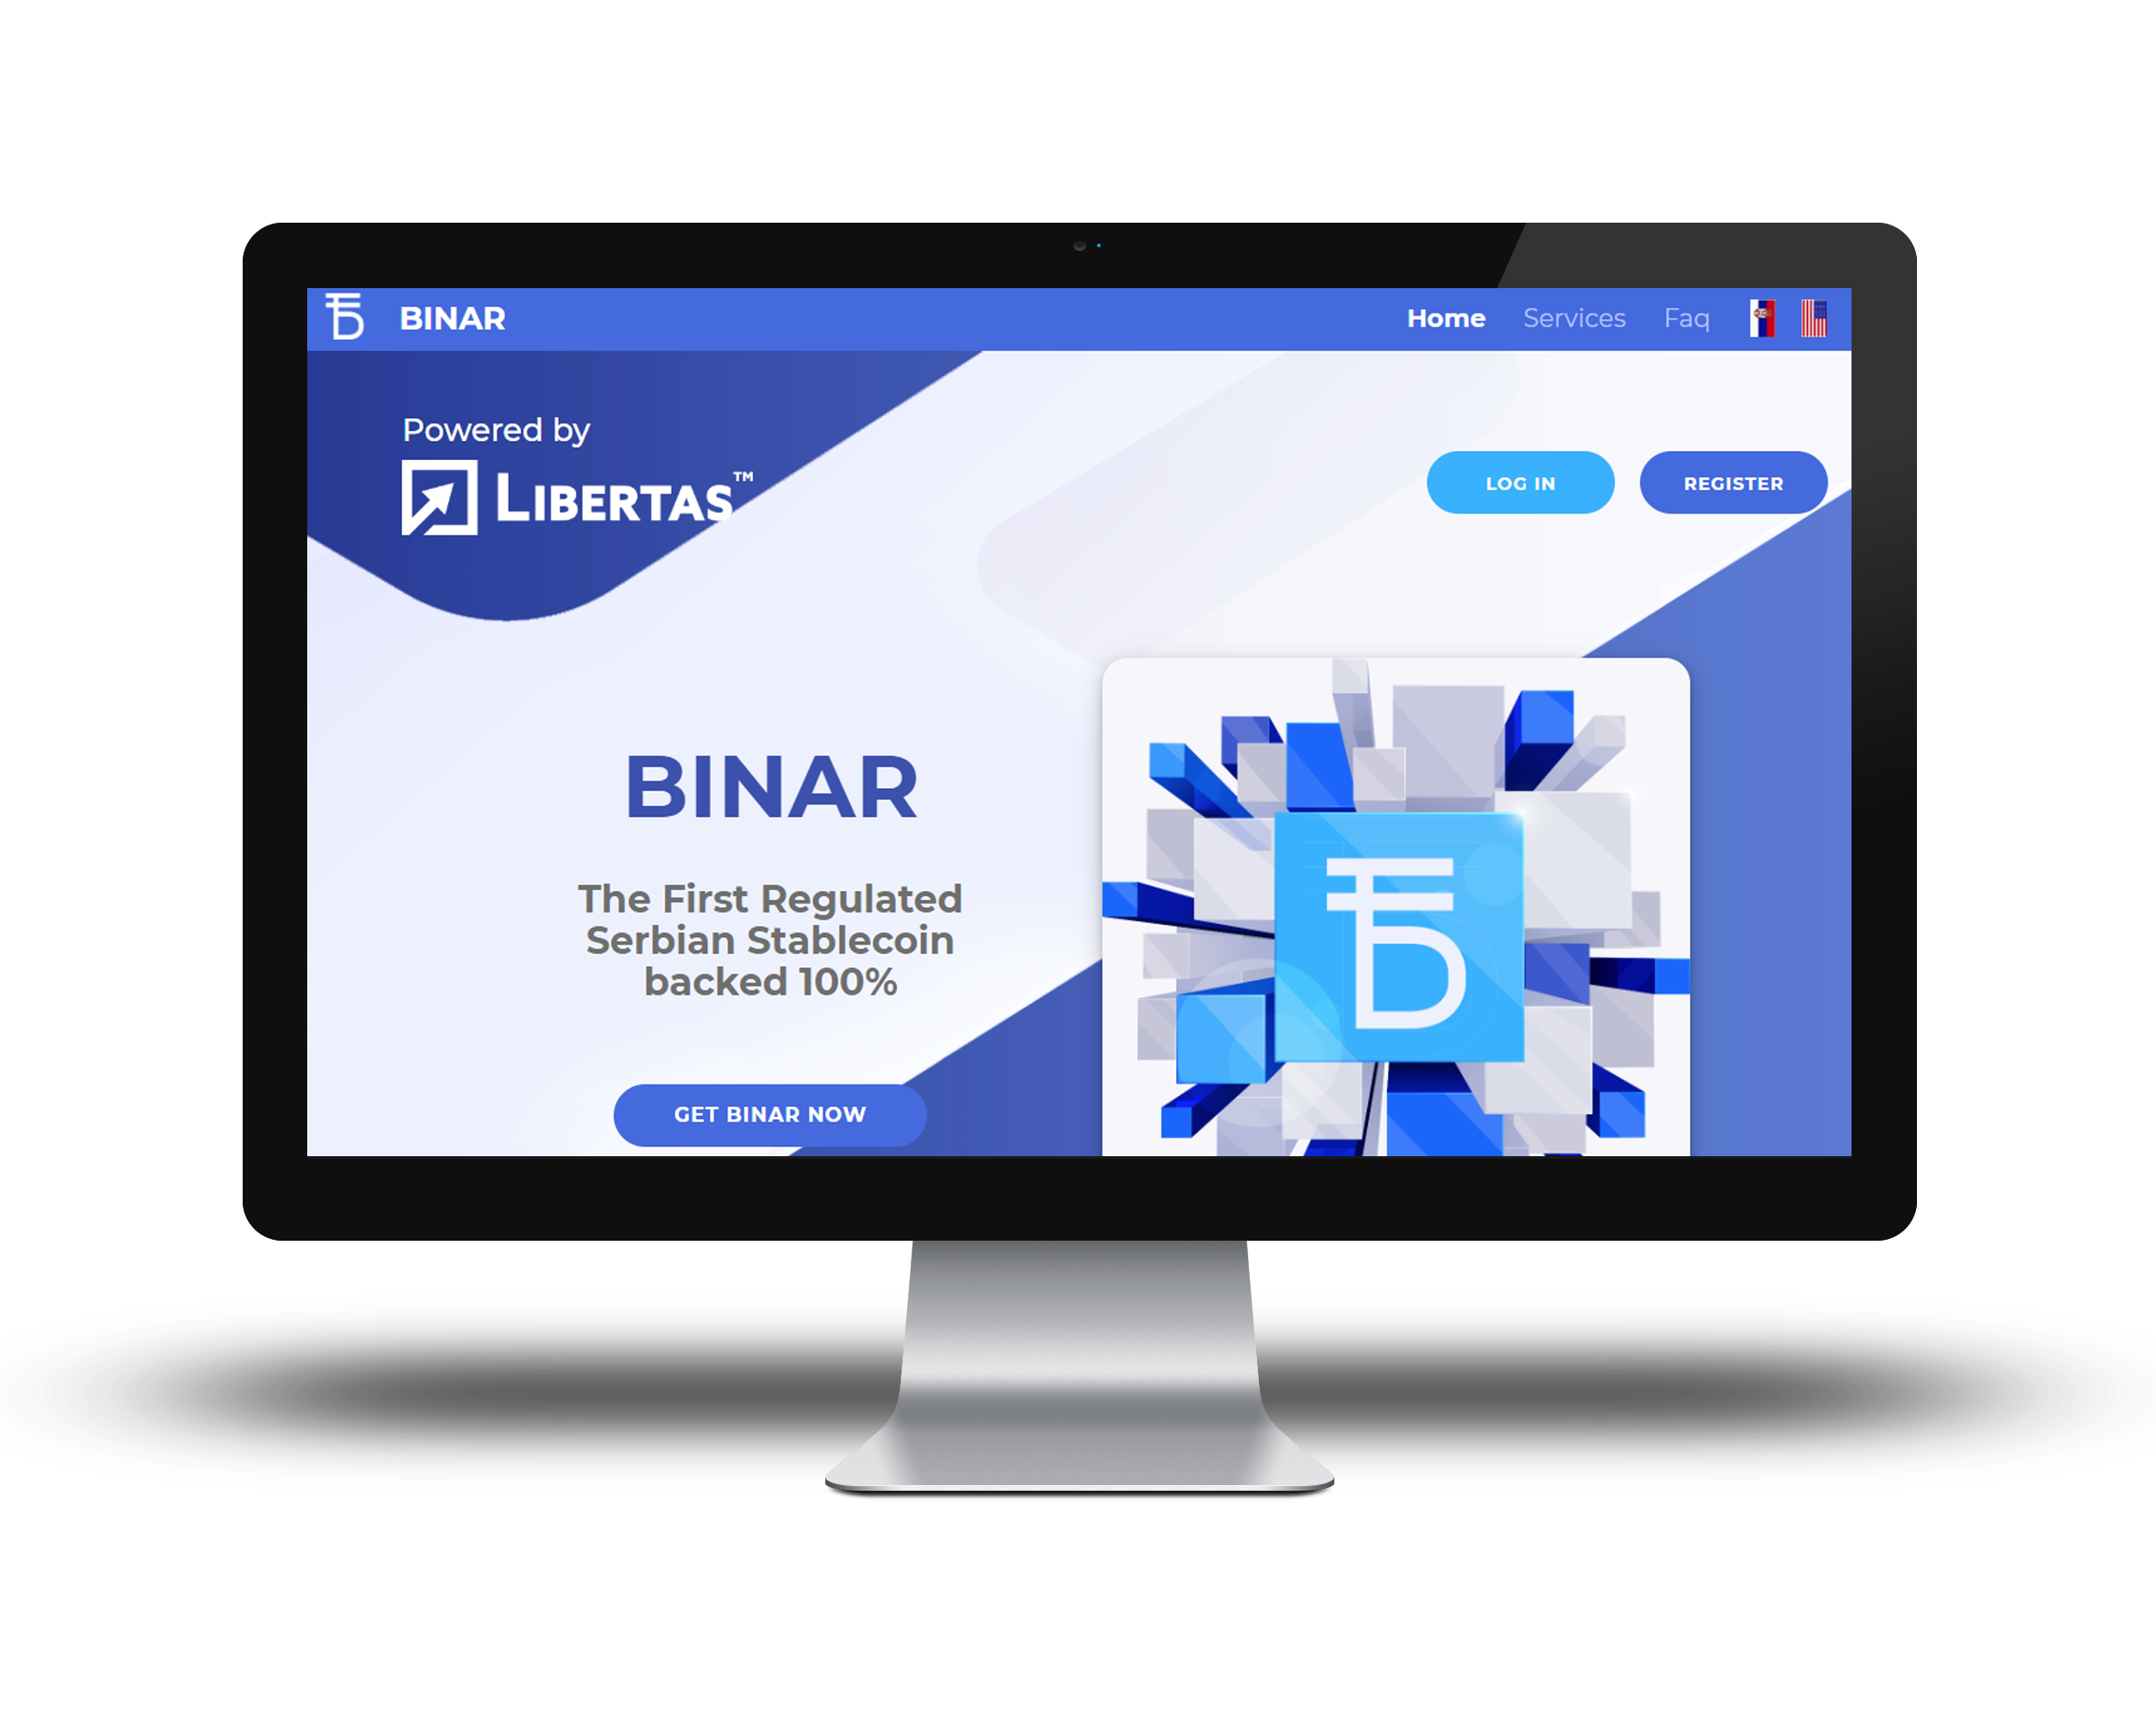 BINAR
Home Services Faq
Powered by
LIBERTAS™
LOG IN
REGISTER
BINAR
The First Regulated
Serbian Stablecoin
backed 100%
GET BINAR NOW